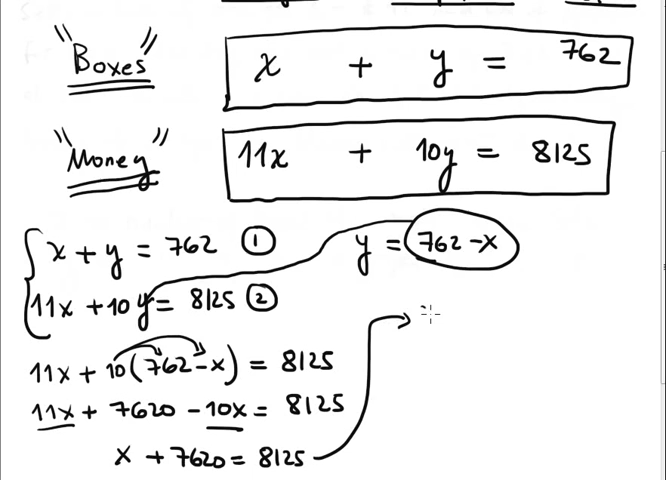 "Boxes" x + y = 762
"Money" 11x + 10y = 8125
x + y = 762 ① y = 762 - x
11x + 10y = 8125 ②
11x + 10(762 - x) = 8125
11x + 7620 - 10x = 8125
x + 7620 = 8125